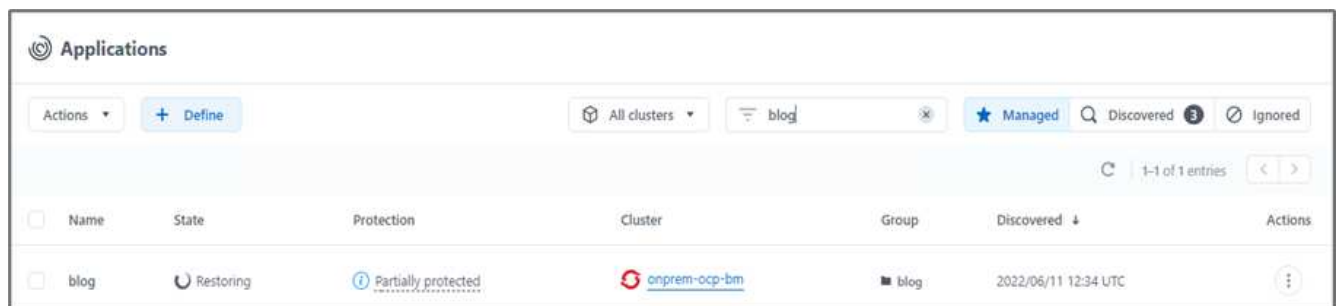 Applications
Actions + Define All clusters blog Managed Discovered 3 Ignored
1-1 of 1 entries < >
Name State Protection Cluster Group Discovered ↓ Actions
blog Restoring Partially protected onprem-ocp-bm blog 2022/06/11 12:34 UTC